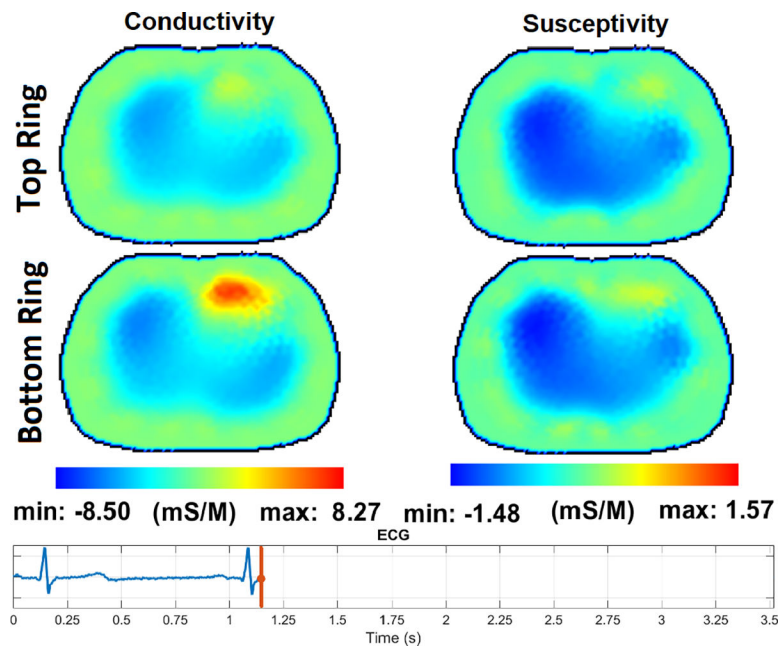 Conductivity Susceptivity
Top Ring
Bottom Ring
min: -8.50 (mS/M) max: 8.27 min: -1.48 (mS/M) max: 1.57
ECG
0 0.25 0.5 0.75 1 1.25 1.5 1.75 2 2.25 2.5 2.75 3 3.25 3.5
Time (s)